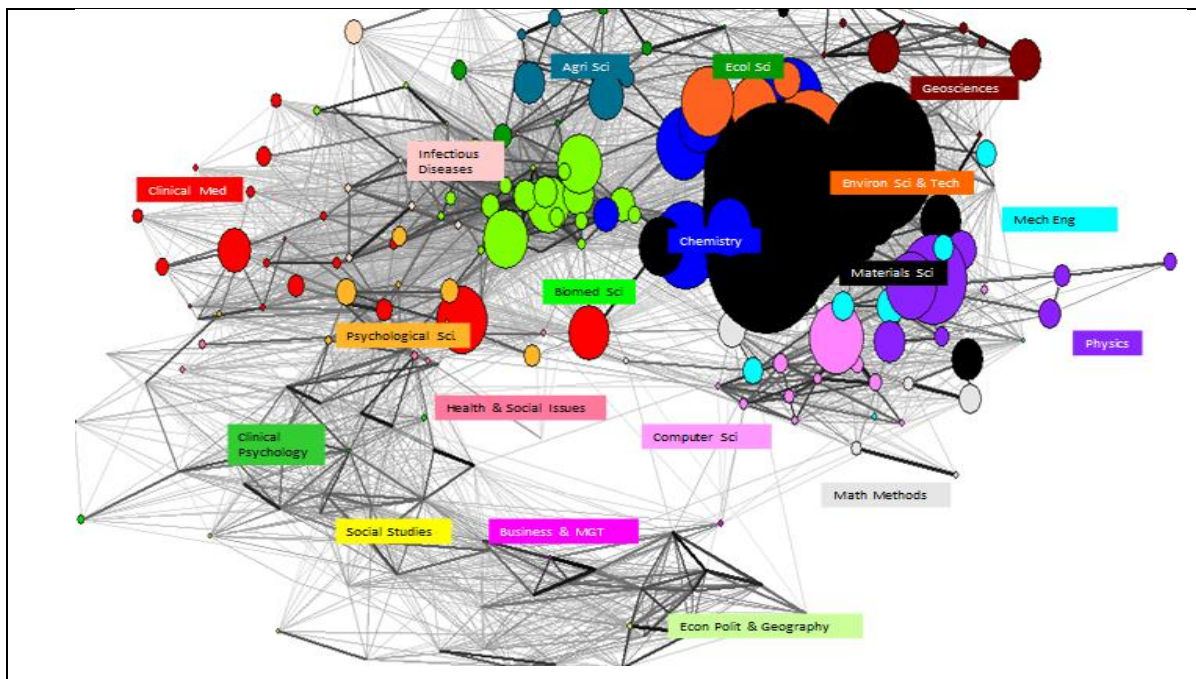 Agri Sci
Ecol Sci
Geosciences
Infectious
Diseases
Clinical Med
Environ Sci & Tech
Mech Eng
Chemistry
Materials Sci
Biomed Sci
Psychological Sci.
Physics
Health & Social Issues
Clinical
Psychology
Computer Sci
Math Methods
Social Studies
Business & MGT
Econ Polit & Geography